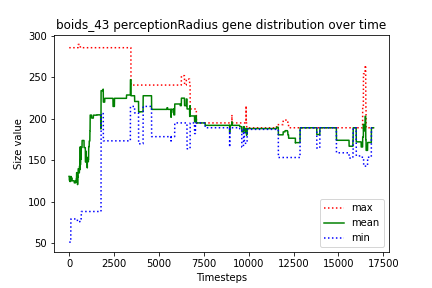 boids_43 perceptionRadius gene distribution over time
300
250
200
150
100
50
Size value
0
2500
5000
7500
10000
12500
15000
17500
Timesteps
max
mean
min